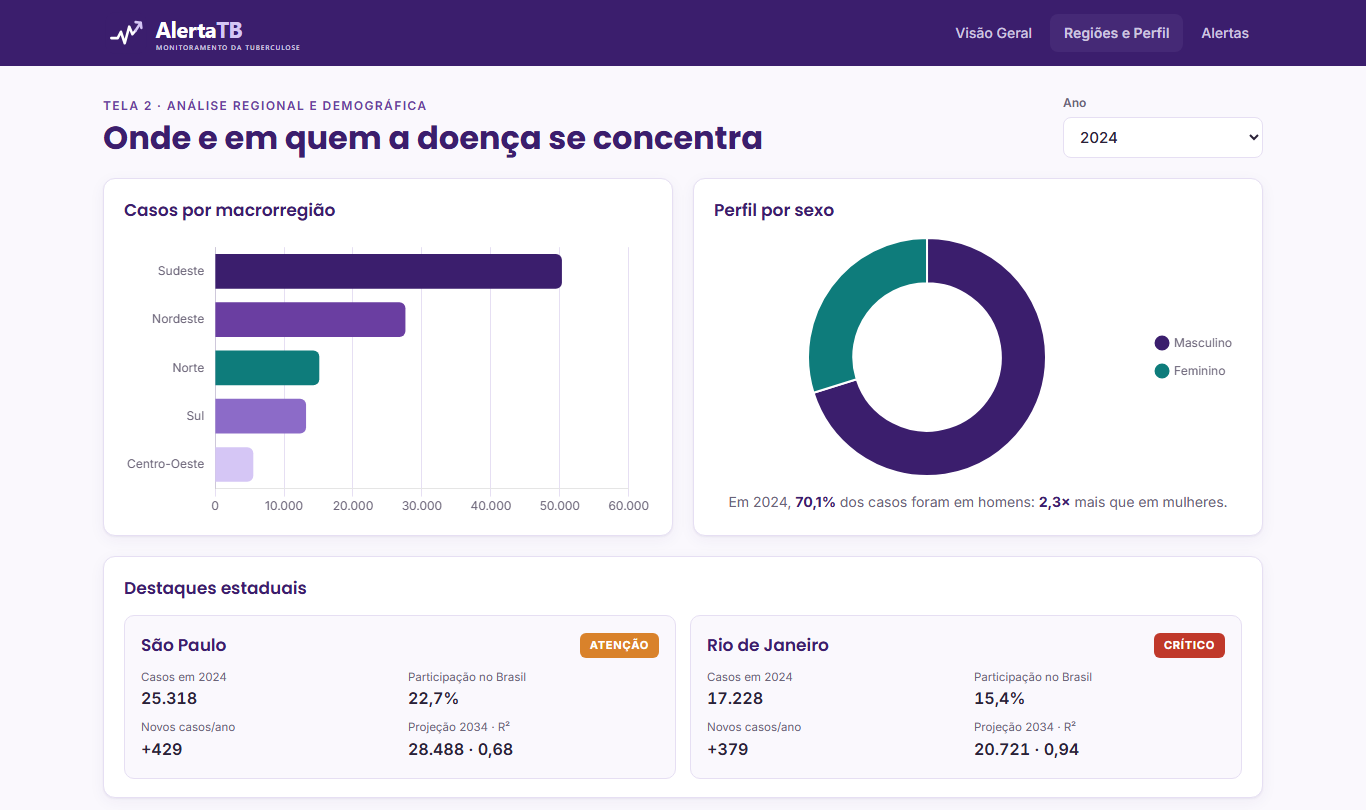 AlertaTB
MONITORAMENTO DA TUBERCULOSE
Visão Geral
Regiões e Perfil
Alertas
TELA 2 · ANÁLISE REGIONAL E DEMOGRÁFICA
Onde e em quem a doença se concentra
Ano
2024
Casos por macrorregião
Sudeste
Nordeste
Norte
Sul
Centro-Oeste
0 10.000 20.000 30.000 40.000 50.000 60.000
Perfil por sexo
Masculino
Feminino
Em 2024, 70,1% dos casos foram em homens: 2,3× mais que em mulheres.
Destaques estaduais
São Paulo
ATENÇÃO
Casos em 2024
25.318
Participação no Brasil
22,7%
Novos casos/ano
+429
Projeção 2034 · R²
28.488 · 0,68
Rio de Janeiro
CRÍTICO
Casos em 2024
17.228
Participação no Brasil
15,4%
Novos casos/ano
+379
Projeção 2034 · R²
20.721 · 0,94